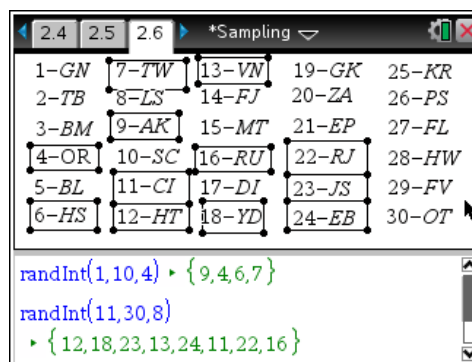 2.4 2.5 2.6 *Sampling
1-GN 7-TW 13-VN 19-GK 25-KR
2-TB 8-LS 14-FJ 20-ZA 26-PS
3-BM 9-AK 15-MT 21-EP 27-FL
4-OR 10-SC 16-RU 22-RJ 28-HW
5-BL 11-CI 17-DI 23-JS 29-FV
6-HS 12-HT 18-YD 24-EB 30-OT
randInt(1,10,4) ▸ {9,4,6,7}
randInt(11,30,8)
▸ {12,18,23,13,24,11,22,16}